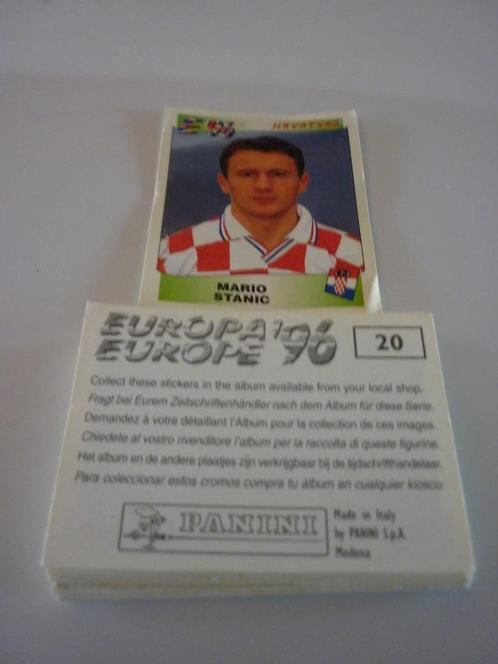 HRVATSKA
MARIO
STANIC
EUROPA '96
EUROPE
20
Collect these stickers in the album available from your local shop.
Fragt bei Eurem Zeitschriftenhändler nach dem Album für diese Serie.
Demandez à votre détaillant l'Album pour la collection de ces images.
Chiedete al vostro rivenditore l'album per la raccolta di queste figurine.
Het album en de andere plaatjes zijn verkrijgbaar bij de tijdschrifthandelaar.
Para coleccionar estos cromos compra tu álbum en cualquier kiosco.
PANINI
Made in Italy
by PANINI S.p.A.
Modena